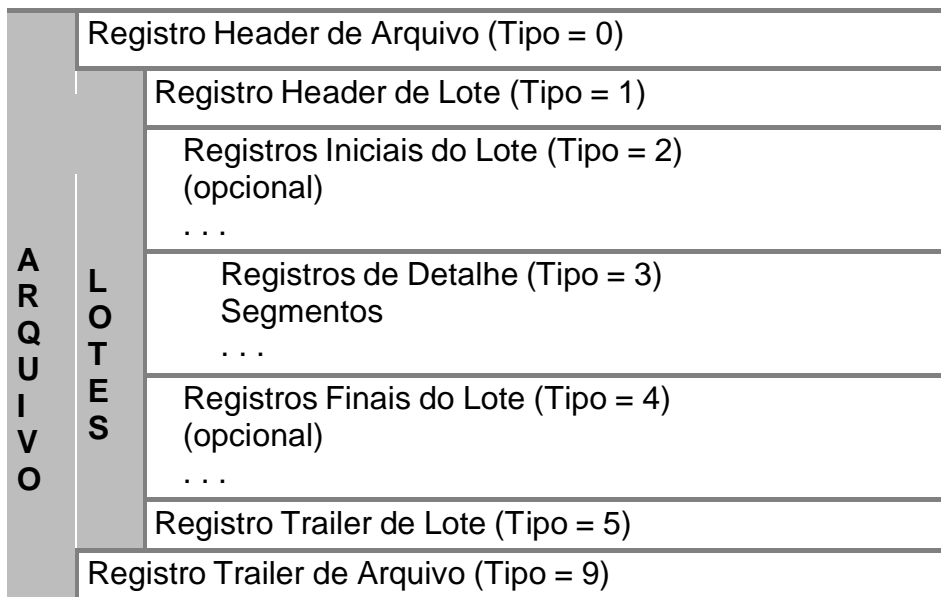 Registro Header de Arquivo (Tipo = 0)
Registro Header de Lote (Tipo = 1)
Registros Iniciais do Lote (Tipo = 2)
(opcional)
. . .
Registros de Detalhe (Tipo = 3)
Segmentos
. . .
Registros Finais do Lote (Tipo = 4)
(opcional)
. . .
Registro Trailer de Lote (Tipo = 5)
Registro Trailer de Arquivo (Tipo = 9)
ARQUIVO
LOTES